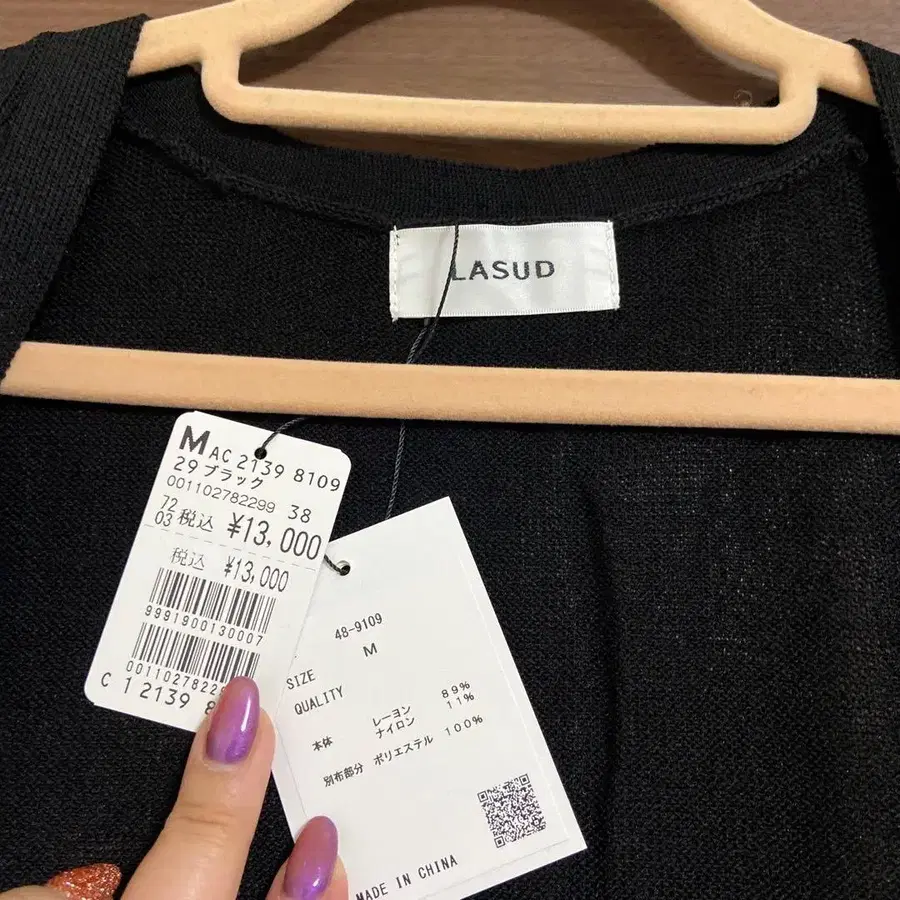 LASUD
M AC 2139 8109
29 ブラック
001102782299 38
72
03 税込 ¥13,000
税込 ¥13,000
9991900130007
00110278229
C 1 2139 8
48-9109
SIZE M
QUALITY
本体 レーヨン 89%
ナイロン 11%
別布部分 ポリエステル 100%
MADE IN CHINA